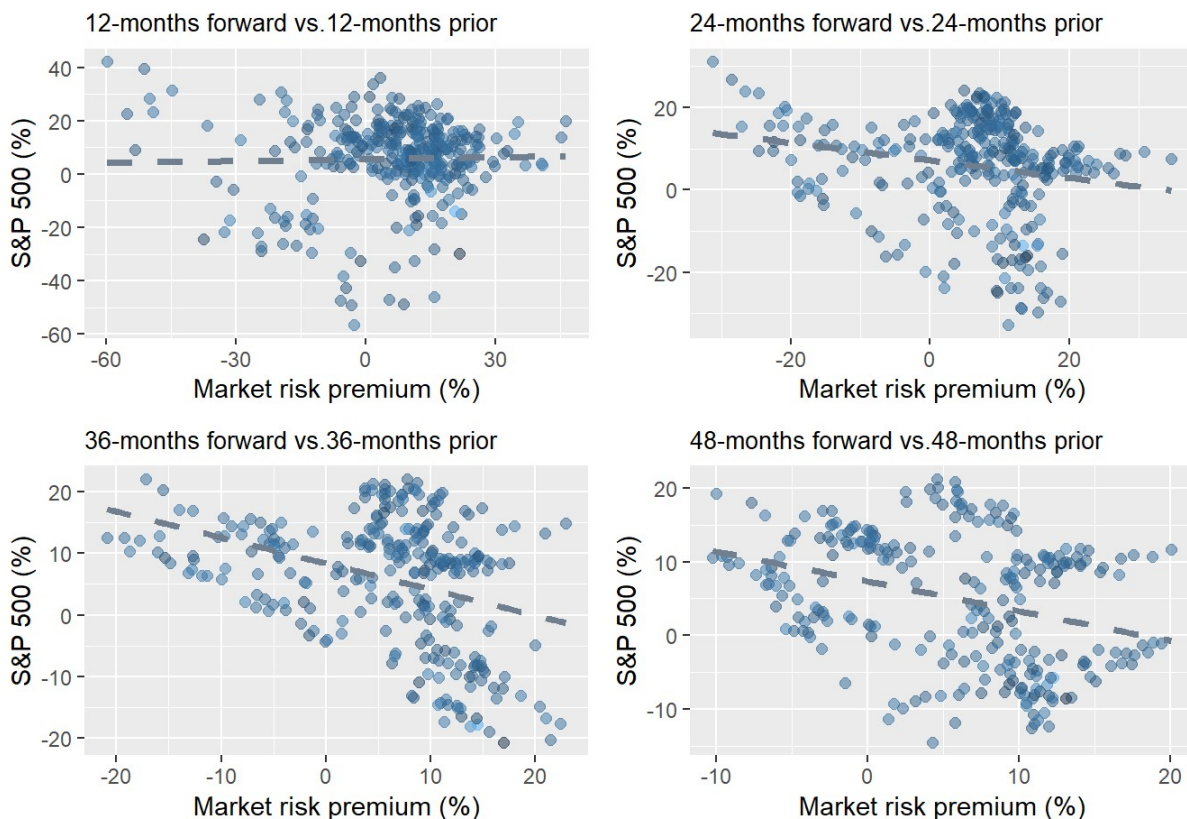 12-months forward vs.12-months prior
S&P 500 (%)
40
20
0
-20
-40
-60
-60 -30 0 30
Market risk premium (%)
24-months forward vs.24-months prior
S&P 500 (%)
20
0
-20
-20 0 20
Market risk premium (%)
36-months forward vs.36-months prior
S&P 500 (%)
20
10
0
-10
-20
-20 -10 0 10 20
Market risk premium (%)
48-months forward vs.48-months prior
S&P 500 (%)
20
10
0
-10
-10 0 10 20
Market risk premium (%)